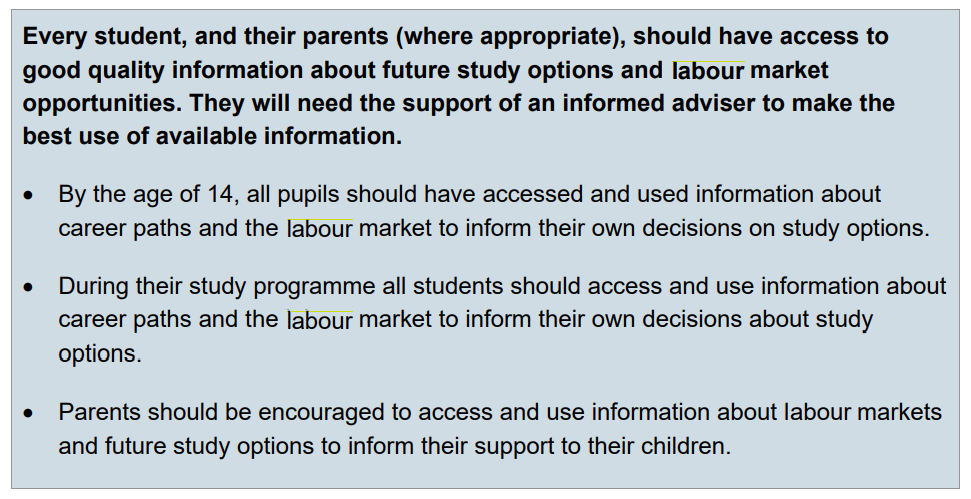 Every student, and their parents (where appropriate), should have access to
good quality information about future study options and labour market
opportunities. They will need the support of an informed adviser to make the
best use of available information.
• By the age of 14, all pupils should have accessed and used information about
career paths and the labour market to inform their own decisions on study options.
• During their study programme all students should access and use information about
career paths and the labour market to inform their own decisions about study
options.
• Parents should be encouraged to access and use information about labour markets
and future study options to inform their support to their children.